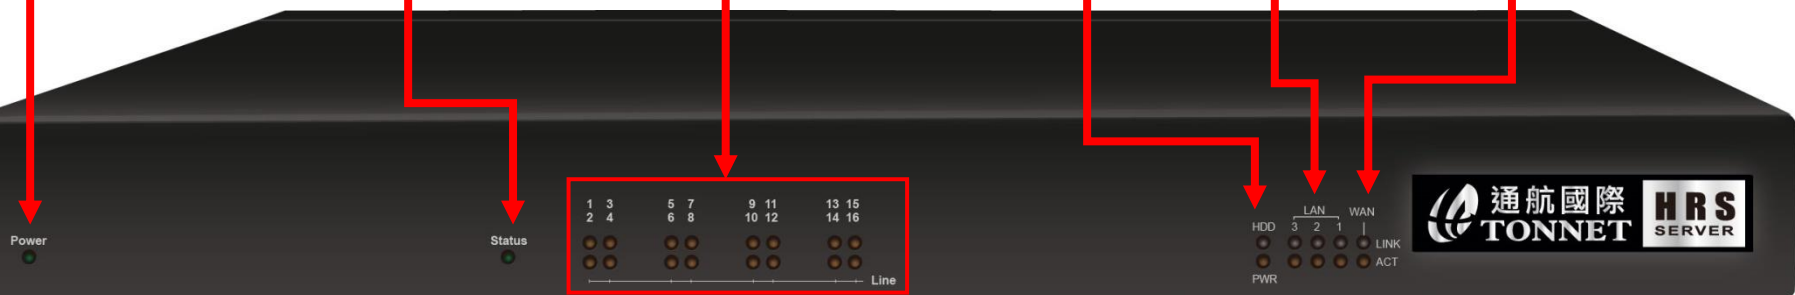 Power
Status
1 3 5 7 9 11 13 15
2 4 6 8 10 12 14 16
Line
LAN WAN
HDD 3 2 1
LINK
ACT
PWR
通航國際
TONNET
HRS
SERVER